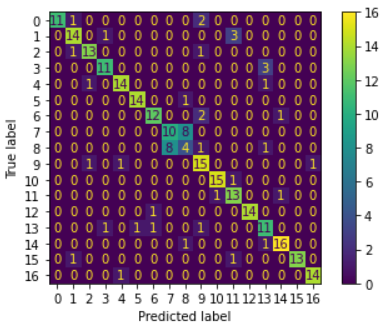 0 11 1 0 0 0 0 0 0 0 2 0 0 0 0 0 0 0
1 0 14 0 1 0 0 0 0 0 0 0 3 0 0 0 0 0
2 0 1 13 0 0 0 0 0 0 1 0 0 0 0 0 0 0
3 0 0 0 11 0 0 0 0 0 0 0 0 0 3 0 0 0
4 0 0 1 0 14 0 0 0 0 0 0 0 0 1 0 0 0
5 0 0 0 0 0 14 0 0 1 0 0 0 0 0 0 0 0
6 0 0 0 0 0 0 12 0 0 2 0 0 0 0 1 0 0
7 0 0 0 0 0 0 0 10 8 0 0 0 0 0 0 0 0
8 0 0 0 0 0 0 0 8 4 1 0 0 0 1 0 0 0
9 0 0 1 0 1 0 0 0 0 15 0 0 0 0 0 0 1
10 0 0 0 0 0 0 0 0 0 0 15 1 0 0 0 0 0
11 0 0 0 0 0 0 0 0 0 0 1 13 0 0 1 0 0
12 0 0 0 0 0 0 1 0 0 0 0 0 14 0 0 0 0
13 0 0 0 1 0 1 1 0 0 1 0 0 0 11 0 0 0
14 0 0 0 0 0 0 0 0 1 0 0 0 0 1 16 0 0
15 0 1 0 0 0 0 0 0 0 0 0 1 0 0 0 13 0
16 0 0 0 0 1 0 0 0 0 0 0 0 0 0 0 0 14
0 1 2 3 4 5 6 7 8 9 10 11 12 13 14 15 16
Predicted label
True label
16
14
12
10
8
6
4
2
0